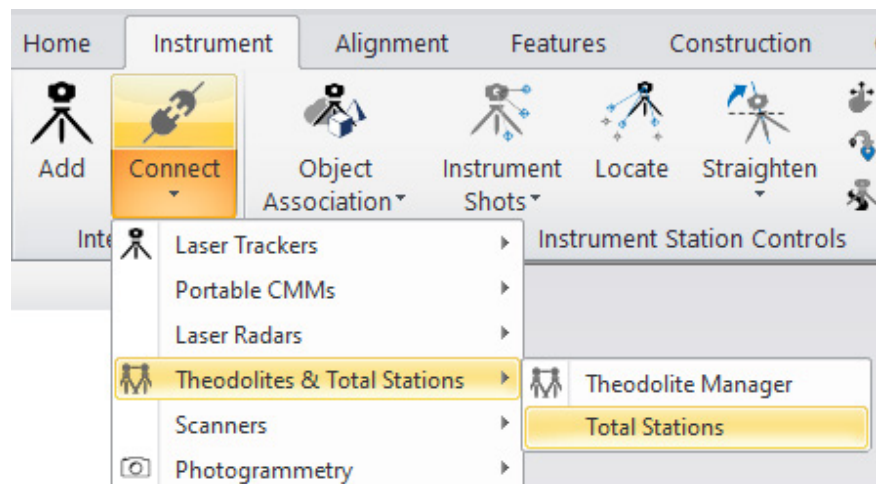 Home Instrument Alignment Features Construction
Add Connect Object Instrument Locate Straighten
Association Shots
Instrument Station Controls
Laser Trackers
Portable CMMs
Laser Radars
Theodolites & Total Stations Theodolite Manager
Scanners Total Stations
Photogrammetry